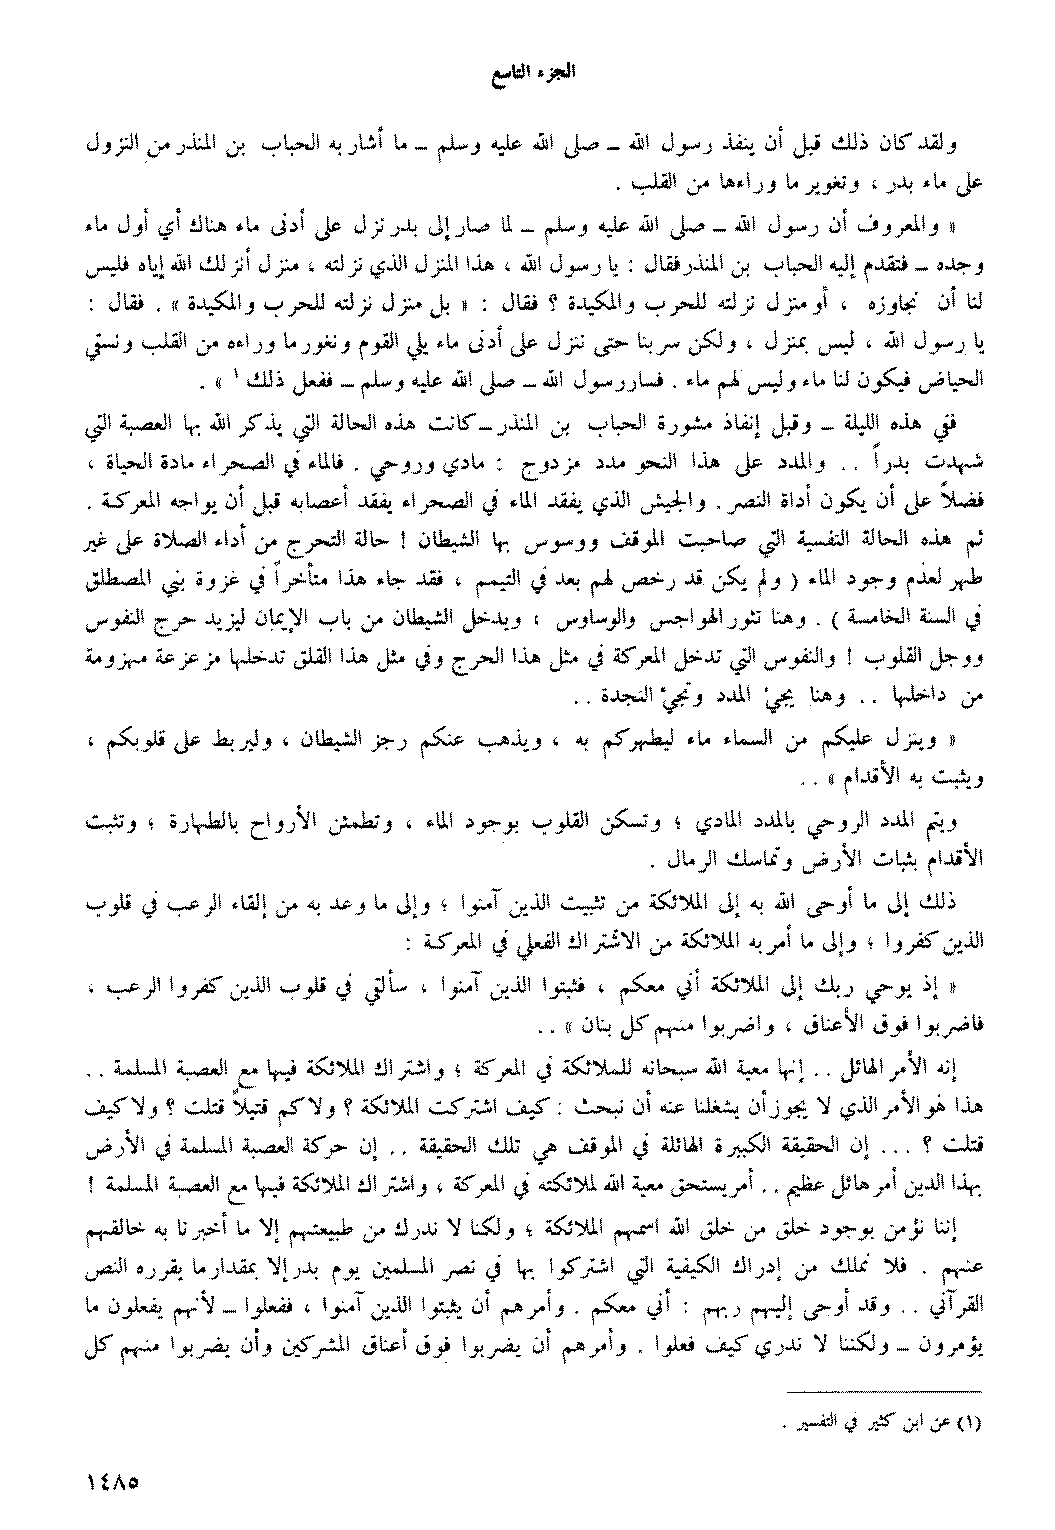 الجزء التاسع
ولقد كان ذلك قبل أن ينفذ رسول الله – صلى الله عليه وسلم – ما أشار به الحباب بن المنذر من النزول
على ماء بدر ، وتغوير ما وراءها من القلب .
« والمعروف أن رسول الله – صلى الله عليه وسلم – لما صار إلى بدر نزل على أدنى ماء هناك أي أول ماء
وجده – فتقدم إليه الحباب بن المنذر فقال : يا رسول الله ، هذا المنزل الذي نزلته ، منزل أنزلك الله إياه فليس
لنا أن نجاوزه ، أو منزل نزلته للحرب والمكيدة ؟ فقال : « بل منزل نزلته للحرب والمكيدة » . فقال :
يا رسول الله ، ليس بمنزل ، ولكن سر بنا حتى ننزل على أدنى ماء يلي القوم ونغور ما وراءه من القلب ونستقي
الحياض فيكون لنا ماء وليس لهم ماء . فسار رسول الله – صلى الله عليه وسلم – ففعل ذلك ١ » .
ففي هذه الليلة – وقبل إنفاذ مشورة الحباب بن المنذر – كانت هذه الحالة التي يذكر الله بها العصبة التي
شهدت بدراً .. والمدد على هذا النحو مدد مزدوج : مادي وروحي . فالماء في الصحراء مادة الحياة ،
فضلاً على أن يكون أداة النصر . والجيش الذي يفقد الماء في الصحراء يفقد أعصابه قبل أن يواجه المعركة .
ثم هذه الحالة النفسية التي صاحبت الموقف ووسوس بها الشيطان ! حالة التحرج من أداء الصلاة على غير
طهر لعدم وجود الماء ( ولم يكن قد رخص لهم بعد في التيمم ، فقد جاء هذا متأخراً في غزوة بني المصطلق
في السنة الخامسة ) . وهنا تثور الهواجس والوساوس ، ويدخل الشيطان من باب الإيمان ليزيد حرج النفوس
ووجل القلوب ! والنفوس التي تدخل المعركة في مثل هذا الحرج وفي مثل هذا القلق تدخلها مزعزعة مهزومة
من داخلها .. وهنا يجيء المدد وتجيء النجدة ..
« وينزل عليكم من السماء ماء ليطهركم به ، ويذهب عنكم رجز الشيطان ، وليربط على قلوبكم ،
ويثبت به الأقدام » ..
ويتم المدد الروحي بالمدد المادي ؛ وتسكن القلوب بوجود الماء ، وتطمئن الأرواح بالطهارة ؛ وتثبت
الأقدام بثبات الأرض وتماسك الرمال .
ذلك إلى ما أوحى الله به إلى الملائكة من تثبيت الذين آمنوا ؛ وإلى ما وعد به من إلقاء الرعب في قلوب
الذين كفروا ؛ وإلى ما أمر به الملائكة من الاشتراك الفعلي في المعركة :
« إذ يوحي ربك إلى الملائكة أني معكم ، فثبتوا الذين آمنوا ، سألقي في قلوب الذين كفروا الرعب ،
فاضربوا فوق الأعناق ، واضربوا منهم كل بنان » ..
إنه الأمر الهائل .. إنها معية الله سبحانه للملائكة في المعركة ؛ واشتراك الملائكة فيها مع العصبة المسلمة ..
هذا هو الأمر الذي لا يجوز أن يشغلنا عنه أن نبحث : كيف اشتركت الملائكة ؟ ولا كم قتيلاً قتلت ؟ ولا كيف
قتلت ؟ ... إن الحقيقة الكبيرة الهائلة في الموقف هي تلك الحقيقة .. إن حركة العصبة المسلمة في الأرض
بهذا الدين أمر هائل عظيم .. أمر يستحق معية الله لملائكته في المعركة ، واشتراك الملائكة فيها مع العصبة المسلمة !
إننا نؤمن بوجود خلق من خلق الله اسمهم الملائكة ؛ ولكنا لا ندرك من طبيعتهم إلا ما أخبرنا به خالقهم
عنهم . فلا نملك من إدراك الكيفية التي اشتركوا بها في نصر المسلمين يوم بدر إلا بمقدار ما يقرره النص
القرآني .. وقد أوحى إليهم ربهم : أني معكم . وأمرهم أن يثبتوا الذين آمنوا ، ففعلوا – لأنهم يفعلون ما
يؤمرون – ولكننا لا ندري كيف فعلوا . وأمرهم أن يضربوا فوق أعناق المشركين وأن يضربوا منهم كل
(١) عن ابن كثير في التفسير .
١٤٨٥